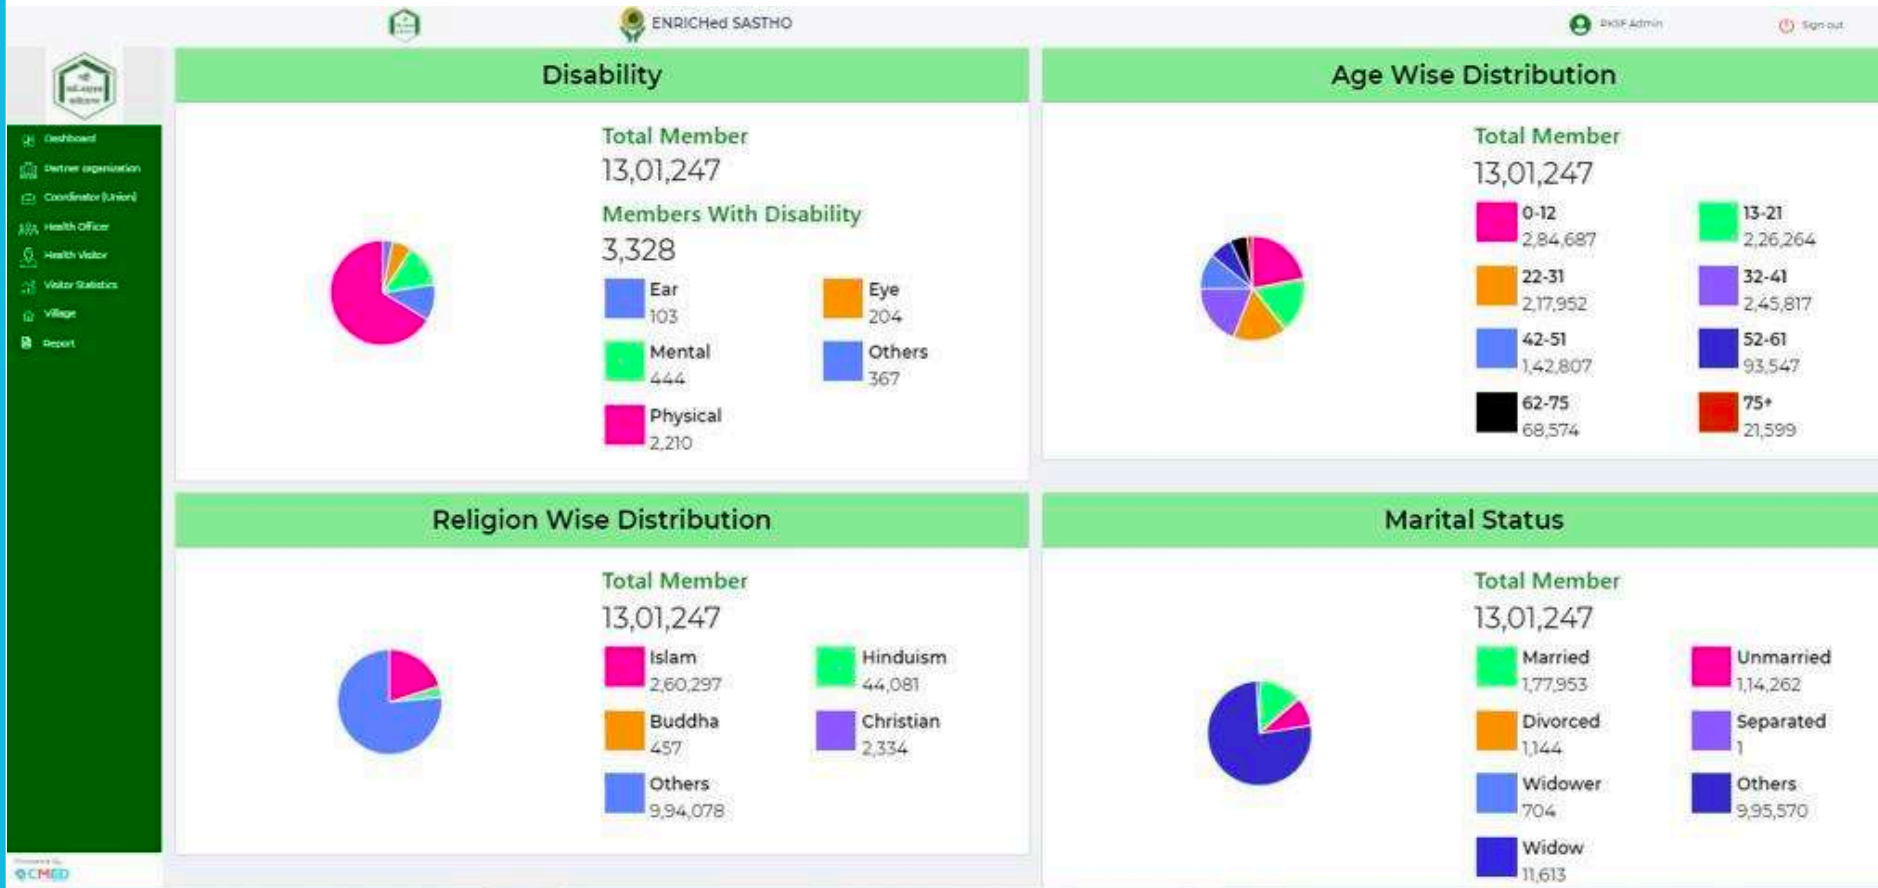 ENRICHed SASTHO
PKSF Admin
Sign out
Dashboard
Partner organization
Coordinator (Union)
Health Officer
Health Visitor
Visitor Statistics
Village
Report
Disability
Total Member
13,01,247
Members With Disability
3,328
Ear
103
Eye
204
Mental
444
Others
367
Physical
2,210
Age Wise Distribution
Total Member
13,01,247
0-12
2,84,687
13-21
2,26,264
22-31
2,17,952
32-41
2,45,817
42-51
1,42,807
52-61
93,547
62-75
68,574
75+
21,599
Religion Wise Distribution
Total Member
13,01,247
Islam
2,60,297
Hinduism
44,081
Buddha
457
Christian
2,334
Others
9,94,078
Marital Status
Total Member
13,01,247
Married
1,77,953
Unmarried
1,14,262
Divorced
1,144
Separated
1
Widower
704
Others
9,95,570
Widow
11,613
Powered By
CMED